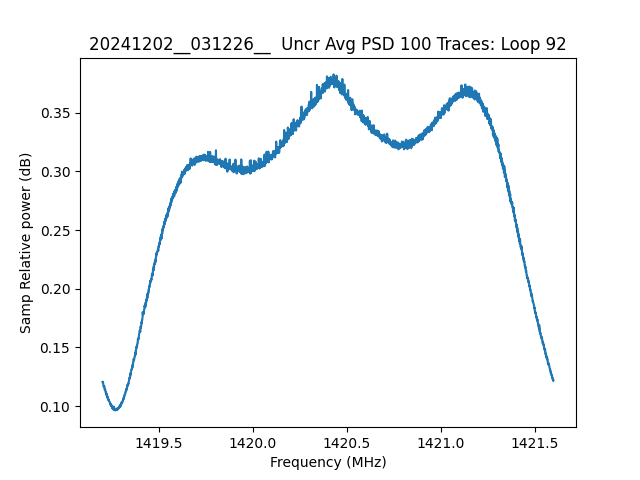 20241202__031226__  Uncr Avg PSD 100 Traces: Loop 92
Samp Relative power (dB)
0.35
0.30
0.25
0.20
0.15
0.10
1419.5 1420.0 1420.5 1421.0 1421.5
Frequency (MHz)